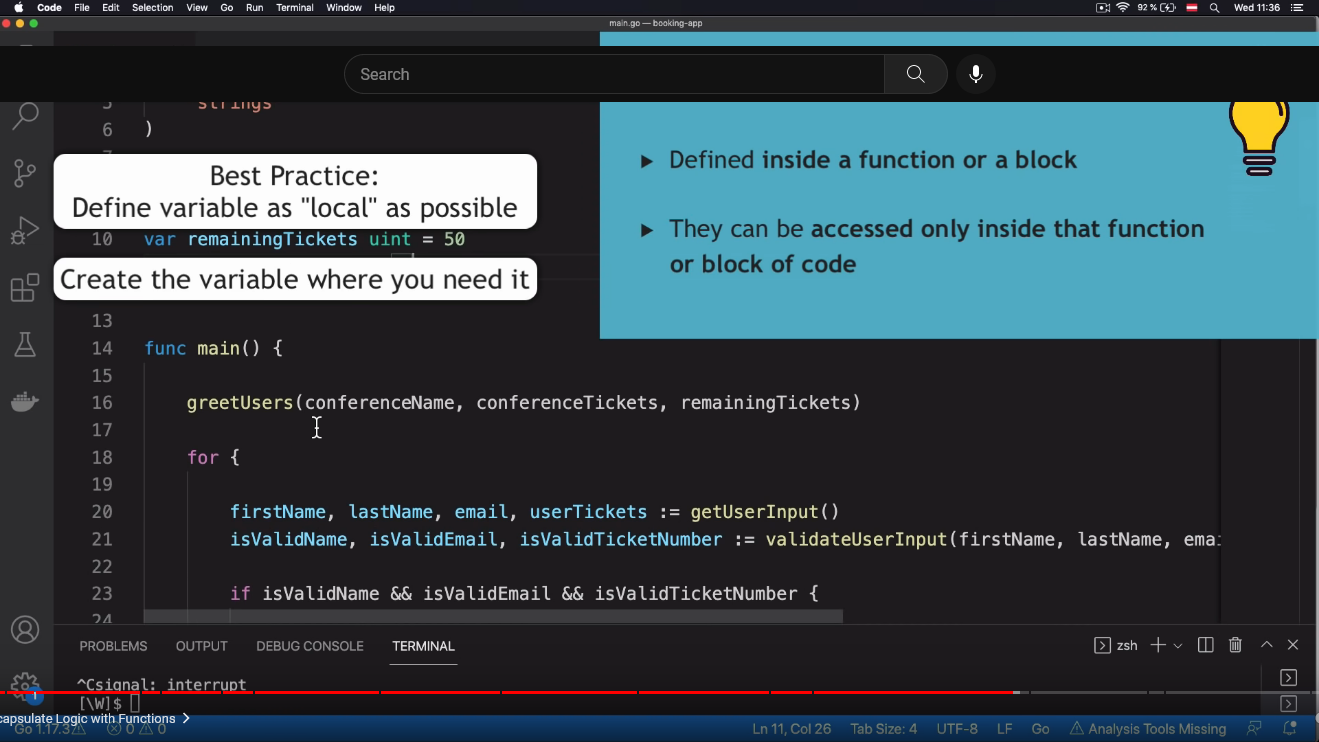 Code File Edit Selection View Go Run Terminal Window Help
92 % Wed 11:36
main.go — booking-app
Search
5 strings
6 )
Best Practice:
Define variable as "local" as possible
10 var remainingTickets uint = 50
Create the variable where you need it
▸ Defined inside a function or a block
▸ They can be accessed only inside that function
or block of code
13
14 func main() {
15
16 greetUsers(conferenceName, conferenceTickets, remainingTickets)
17
18 for {
19
20 firstName, lastName, email, userTickets := getUserInput()
21 isValidName, isValidEmail, isValidTicketNumber := validateUserInput(firstName, lastName, emai
22
23 if isValidName && isValidEmail && isValidTicketNumber {
24
PROBLEMS OUTPUT DEBUG CONSOLE TERMINAL
zsh
^Csignal: interrupt
[\W]$
1
capsulate Logic with Functions
Go 1.17.3 0 0 Ln 11, Col 26 Tab Size: 4 UTF-8 LF Go Analysis Tools Missing